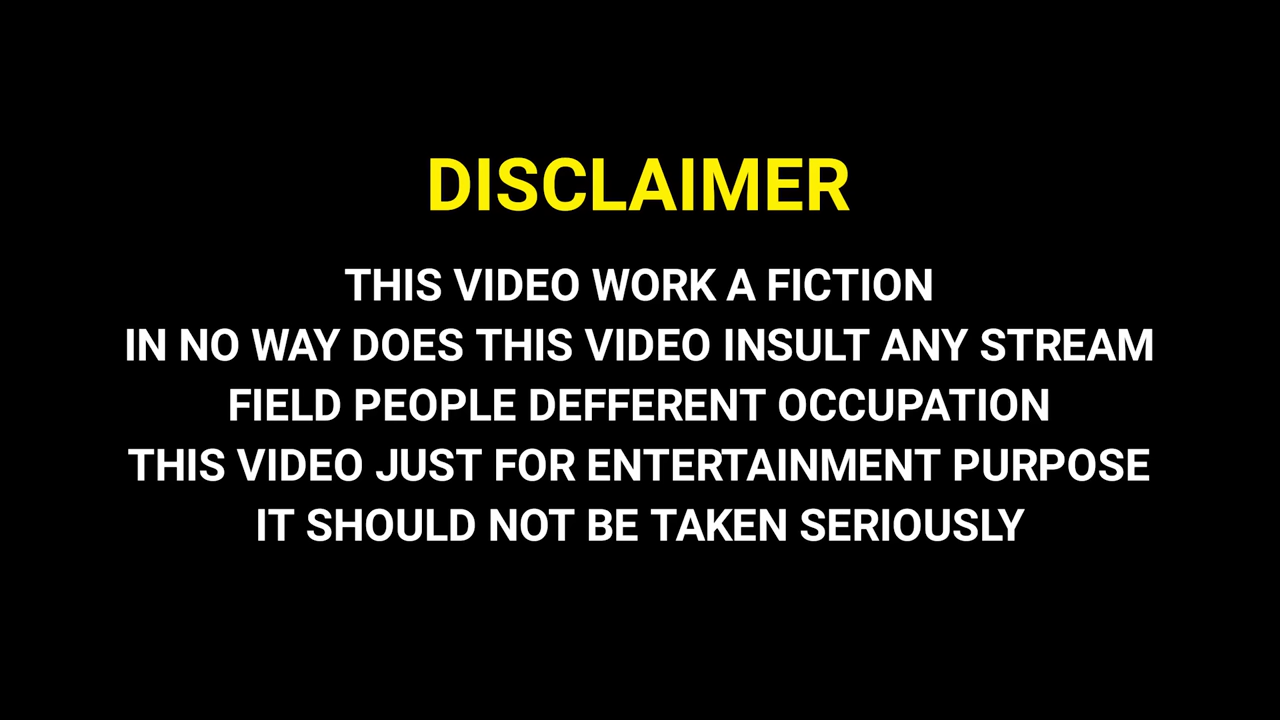 DISCLAIMER
THIS VIDEO WORK A FICTION
IN NO WAY DOES THIS VIDEO INSULT ANY STREAM
FIELD PEOPLE DEFFERENT OCCUPATION
THIS VIDEO JUST FOR ENTERTAINMENT PURPOSE
IT SHOULD NOT BE TAKEN SERIOUSLY